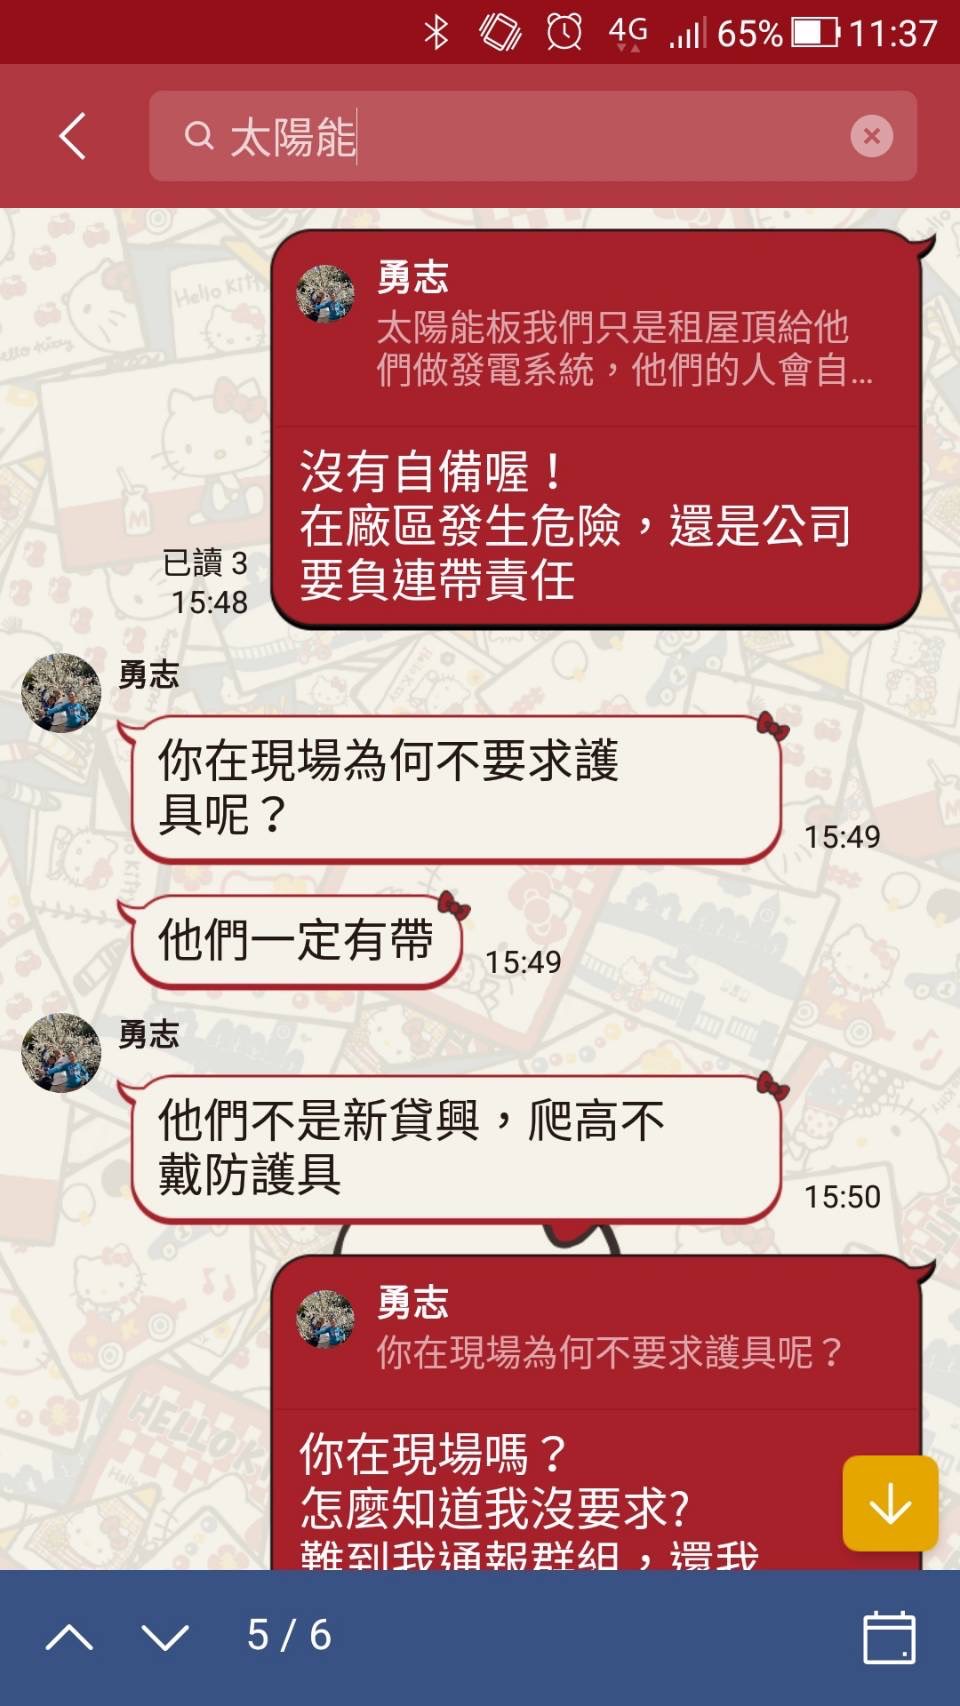 4G 65% 11:37
太陽能
勇志
太陽能板我們只是租屋頂給他
們做發電系統，他們的人會自...
沒有自備喔！
在廠區發生危險，還是公司
要負連帶責任
已讀 3
15:48
勇志
你在現場為何不要求護
具呢？
15:49
他們一定有帶
15:49
勇志
他們不是新貸興，爬高不
戴防護具
15:50
勇志
你在現場為何不要求護具呢？
你在現場嗎？
怎麼知道我沒要求?
難到我通報群組，還我
5 / 6